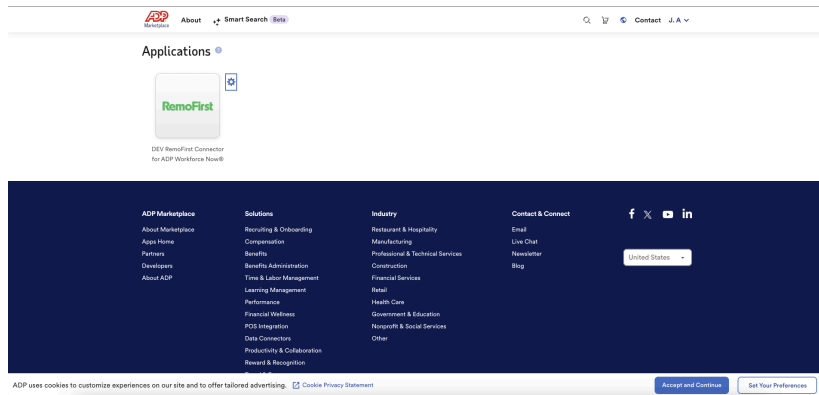 ADP
Marketplace
About
Smart Search Beta
Contact J. A
Applications ?
RemoFirst
DEV RemoFirst Connector
for ADP Workforce Now®
ADP Marketplace
About Marketplace
Apps Home
Partners
Developers
About ADP
Solutions
Recruiting & Onboarding
Compensation
Benefits
Benefits Administration
Time & Labor Management
Learning Management
Performance
Financial Wellness
POS Integration
Data Connectors
Productivity & Collaboration
Reward & Recognition
Industry
Restaurant & Hospitality
Manufacturing
Professional & Technical Services
Construction
Financial Services
Retail
Health Care
Government & Education
Nonprofit & Social Services
Other
Contact & Connect
Email
Live Chat
Newsletter
Blog
United States
ADP uses cookies to customize experiences on our site and to offer tailored advertising. Cookie Privacy Statement
Accept and Continue
Set Your Preferences